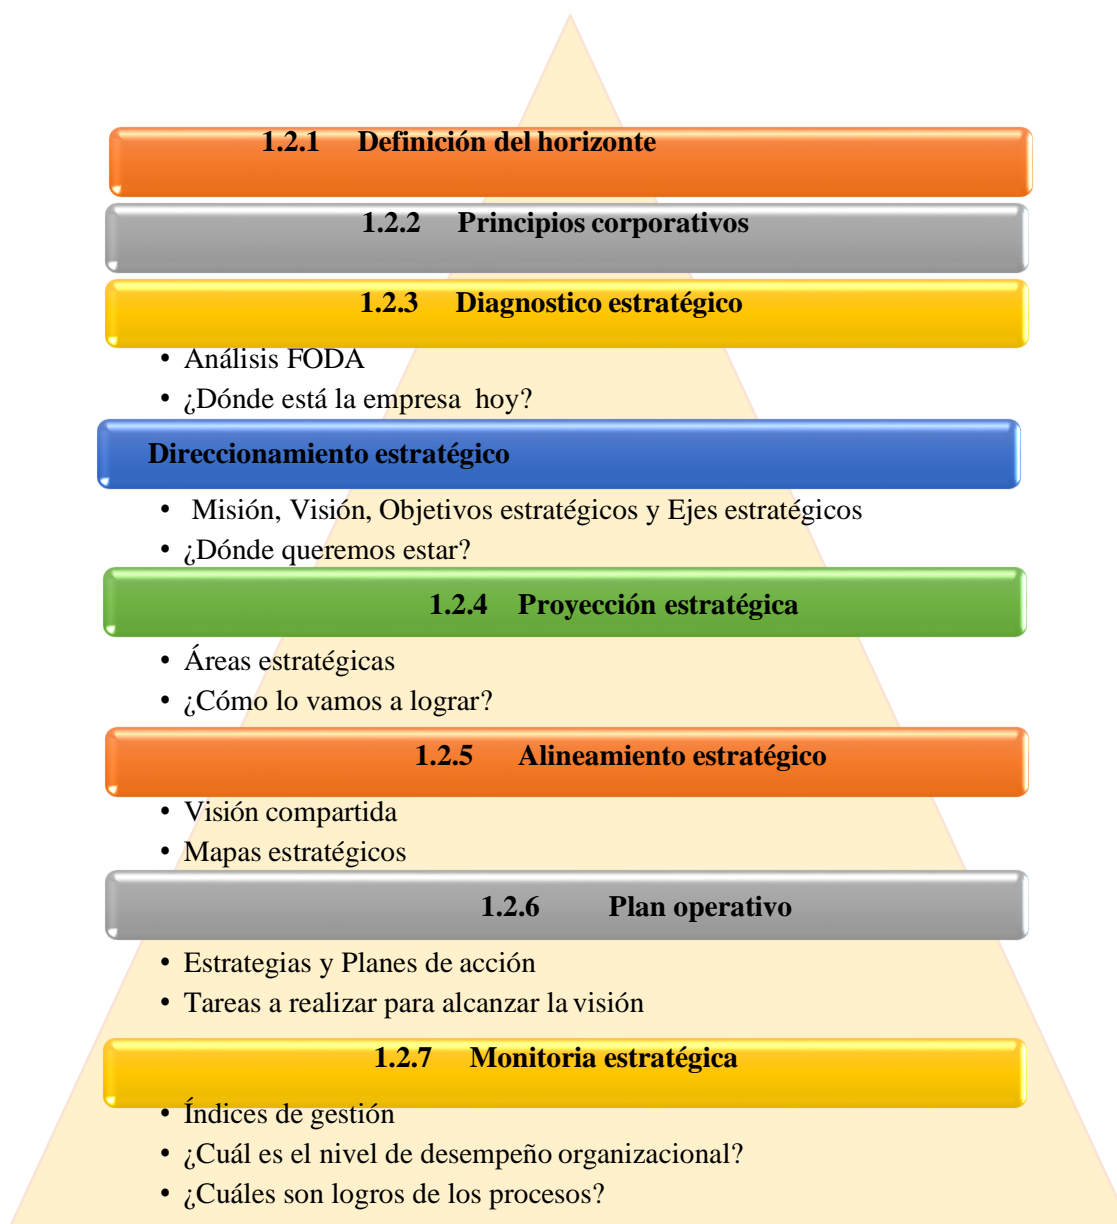 1.2.1 Definición del horizonte
1.2.2 Principios corporativos
1.2.3 Diagnostico estratégico
• Análisis FODA
• ¿Dónde está la empresa hoy?
Direccionamiento estratégico
• Misión, Visión, Objetivos estratégicos y Ejes estratégicos
• ¿Dónde queremos estar?
1.2.4 Proyección estratégica
• Áreas estratégicas
• ¿Cómo lo vamos a lograr?
1.2.5 Alineamiento estratégico
• Visión compartida
• Mapas estratégicos
1.2.6 Plan operativo
• Estrategias y Planes de acción
• Tareas a realizar para alcanzar la visión
1.2.7 Monitoria estratégica
• Índices de gestión
• ¿Cuál es el nivel de desempeño organizacional?
• ¿Cuáles son logros de los procesos?